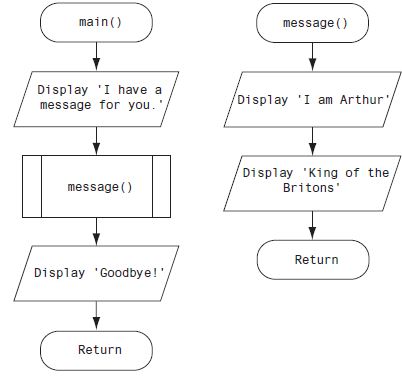 main()
Display 'I have a
message for you.'
message()
Display 'Goodbye!'
Return
message()
Display 'I am Arthur'
Display 'King of the
Britons'
Return